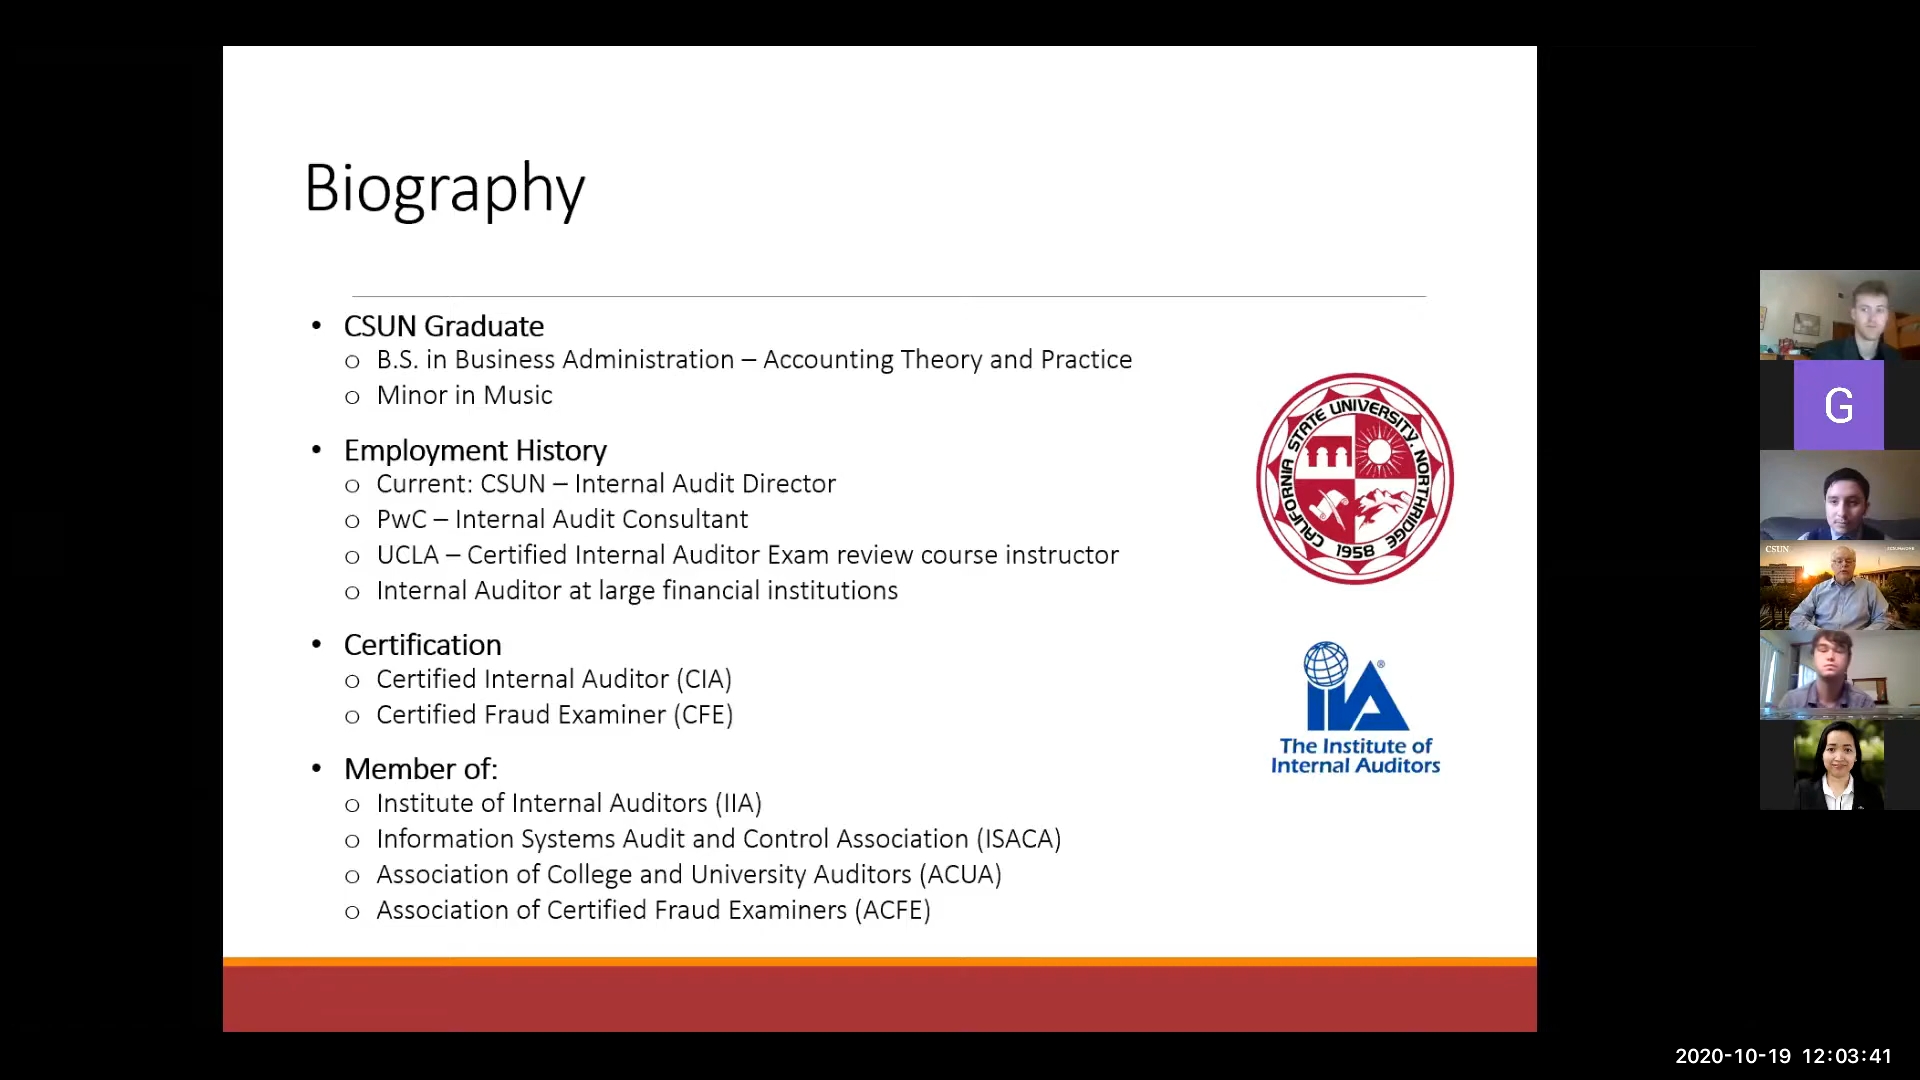 Biography
• CSUN Graduate
o B.S. in Business Administration – Accounting Theory and Practice
o Minor in Music
• Employment History
o Current: CSUN – Internal Audit Director
o PwC – Internal Audit Consultant
o UCLA – Certified Internal Auditor Exam review course instructor
o Internal Auditor at large financial institutions
• Certification
o Certified Internal Auditor (CIA)
o Certified Fraud Examiner (CFE)
• Member of:
o Institute of Internal Auditors (IIA)
o Information Systems Audit and Control Association (ISACA)
o Association of College and University Auditors (ACUA)
o Association of Certified Fraud Examiners (ACFE)
CALIFORNIA STATE UNIVERSITY, NORTHRIDGE
1958
IIA®
The Institute of
Internal Auditors
G
CSUN
2020-10-19 12:03:41